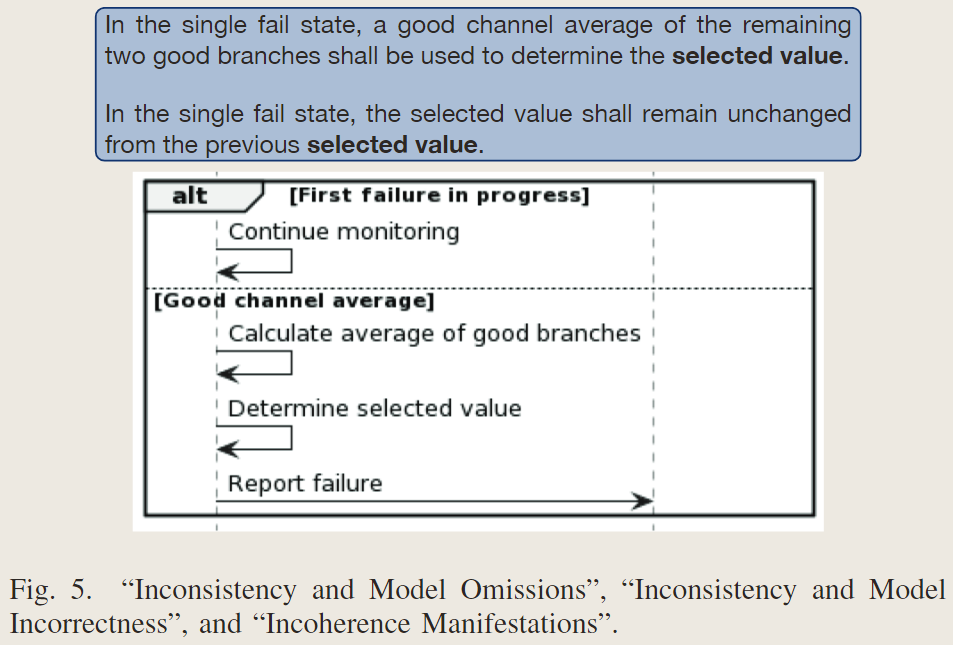 In the single fail state, a good channel average of the remaining
two good branches shall be used to determine the selected value.
In the single fail state, the selected value shall remain unchanged
from the previous selected value.
alt [First failure in progress]
Continue monitoring
[Good channel average]
Calculate average of good branches
Determine selected value
Report failure
Fig. 5. “Inconsistency and Model Omissions”, “Inconsistency and Model
Incorrectness”, and “Incoherence Manifestations”.